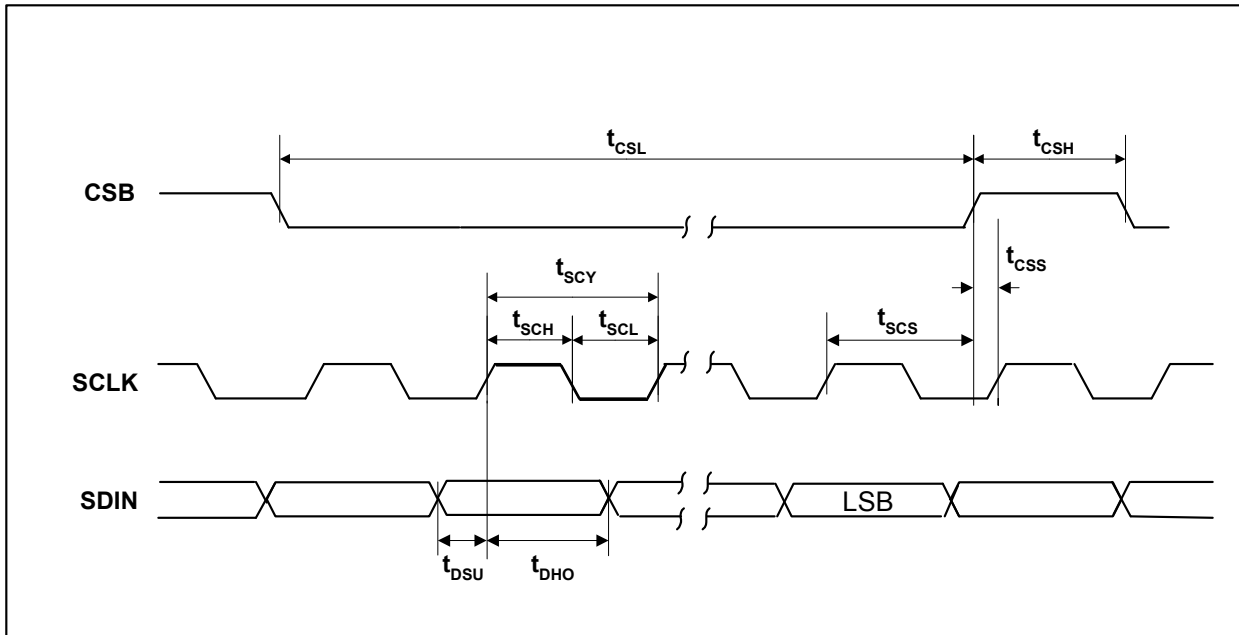 tCSL
tCSH
CSB
tCSS
tSCY
tSCH
tSCL
tSCS
SCLK
SDIN
LSB
tDSU
tDHO